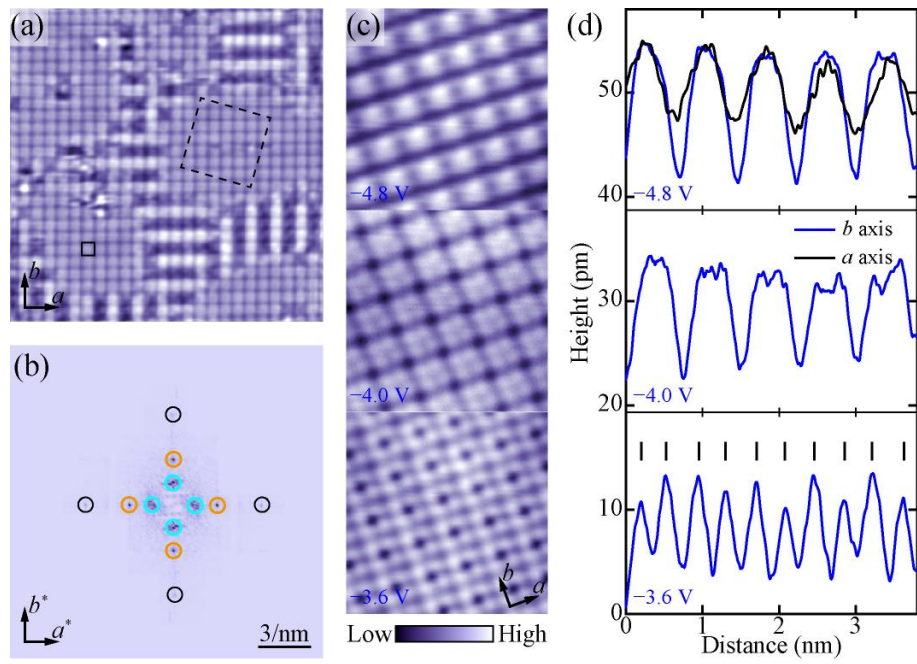 (a)
b
a
(b)
b*
a*
3/nm
(c)
−4.8 V
−4.0 V
−3.6 V
b
a
Low High
(d)
50
40
−4.8 V
b axis
a axis
Height (pm)
30
20
−4.0 V
10
0
−3.6 V
0 1 2 3
Distance (nm)